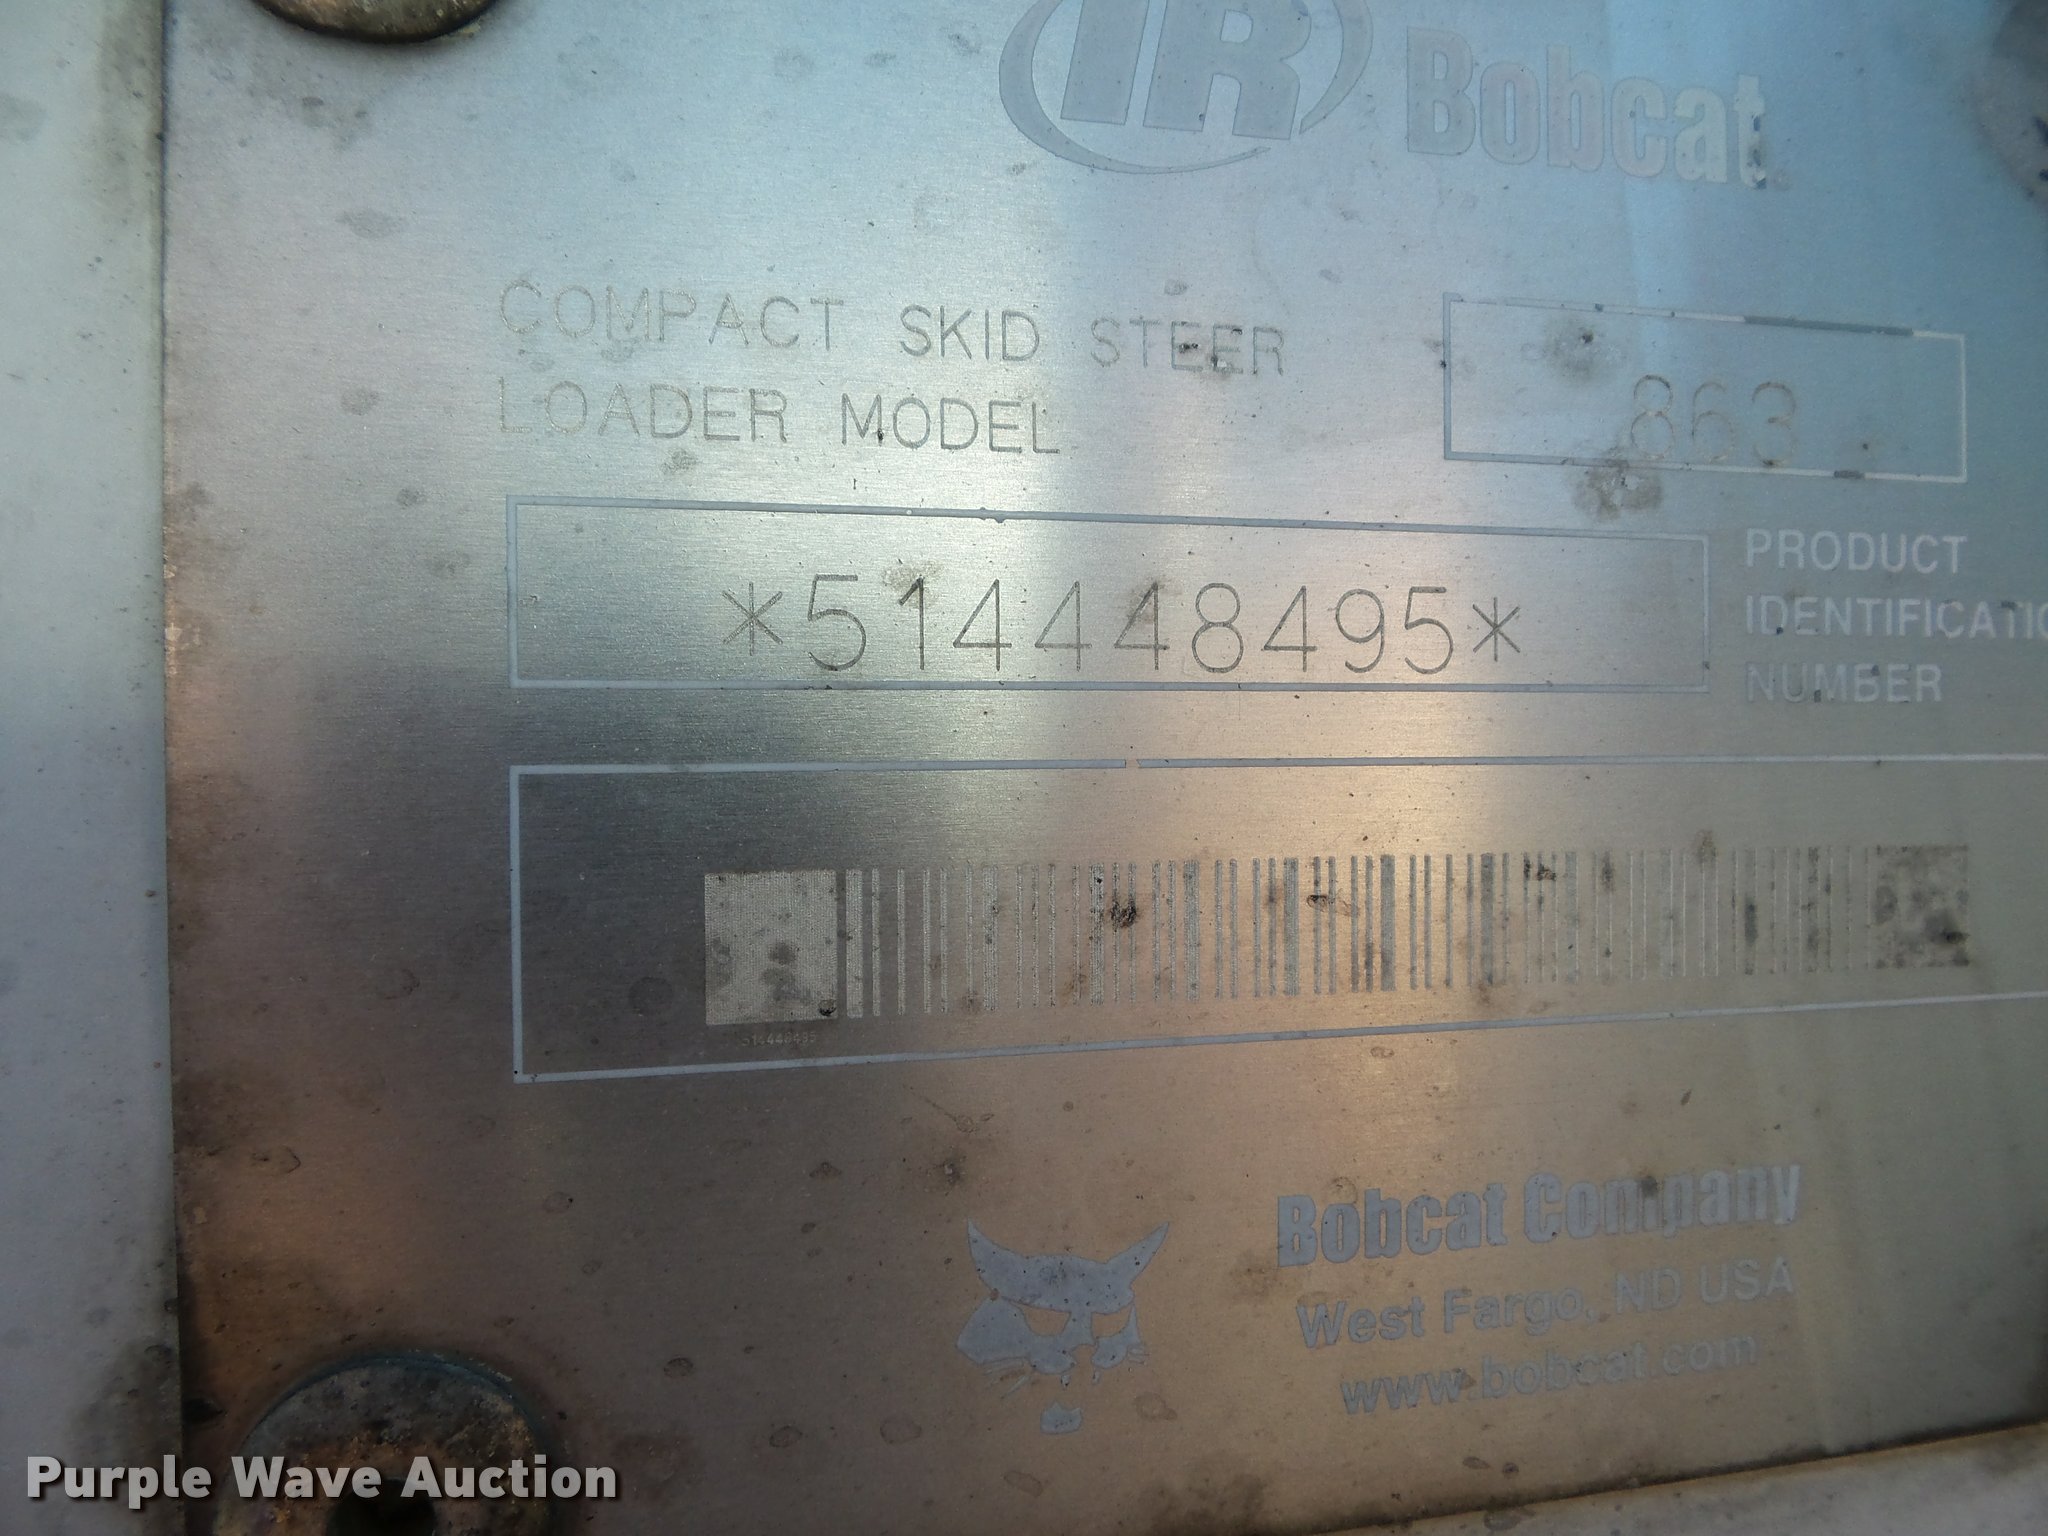 IR Bobcat
COMPACT SKID STEER
LOADER MODEL
863
*514448495*
PRODUCT
IDENTIFICATIO
NUMBER
514448495
Bobcat Company
West Fargo, ND USA
www.bobcat.com
Purple Wave Auction